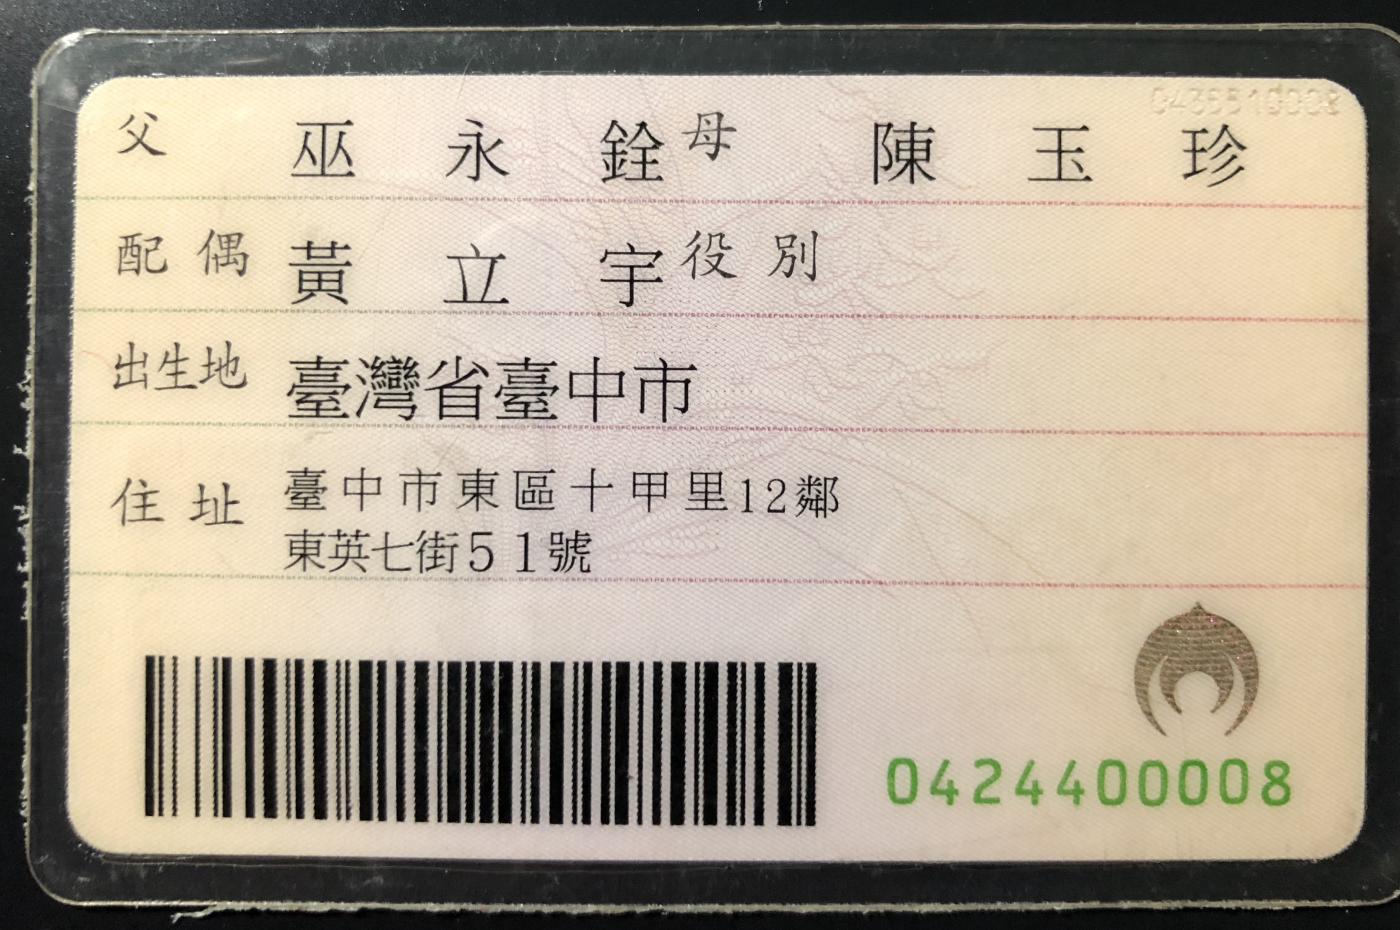 父 巫永銓 母 陳玉珍
配偶 黃立宇 役別
出生地 臺灣省臺中市
住址 臺中市東區十甲里12鄰
東英七街51號
0424400008